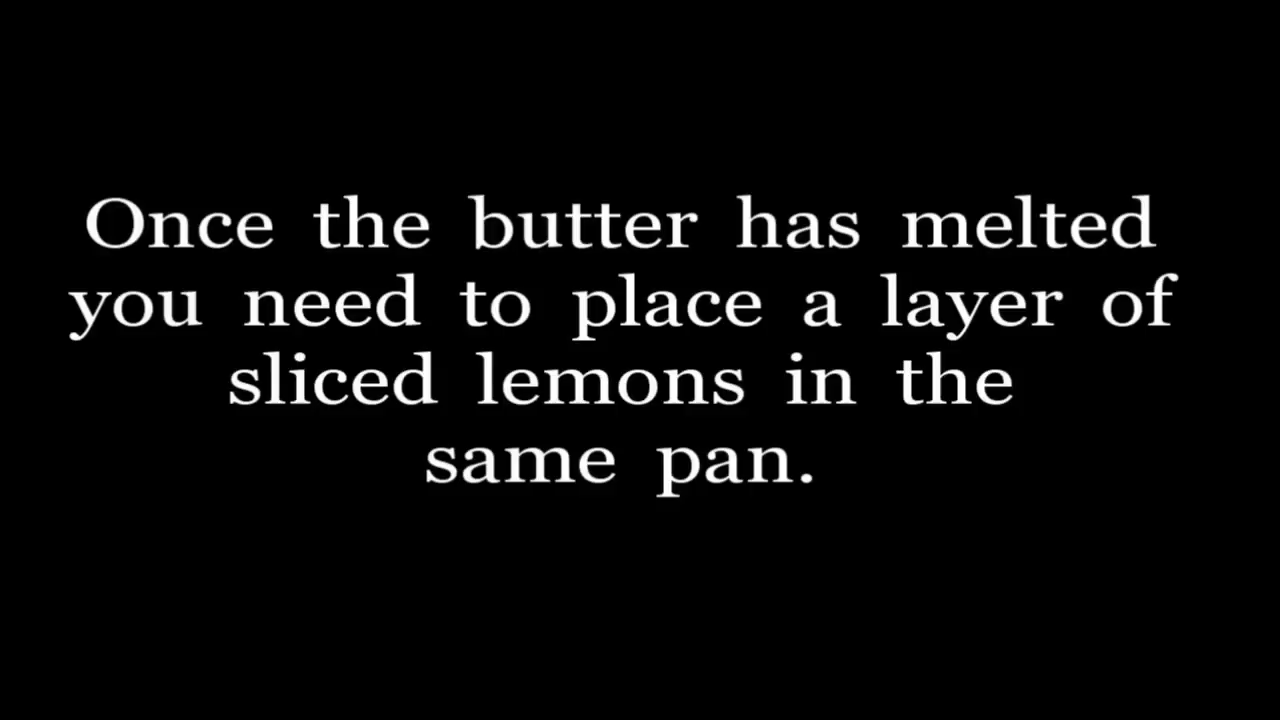 Once the butter has melted
you need to place a layer of
sliced lemons in the
same pan.